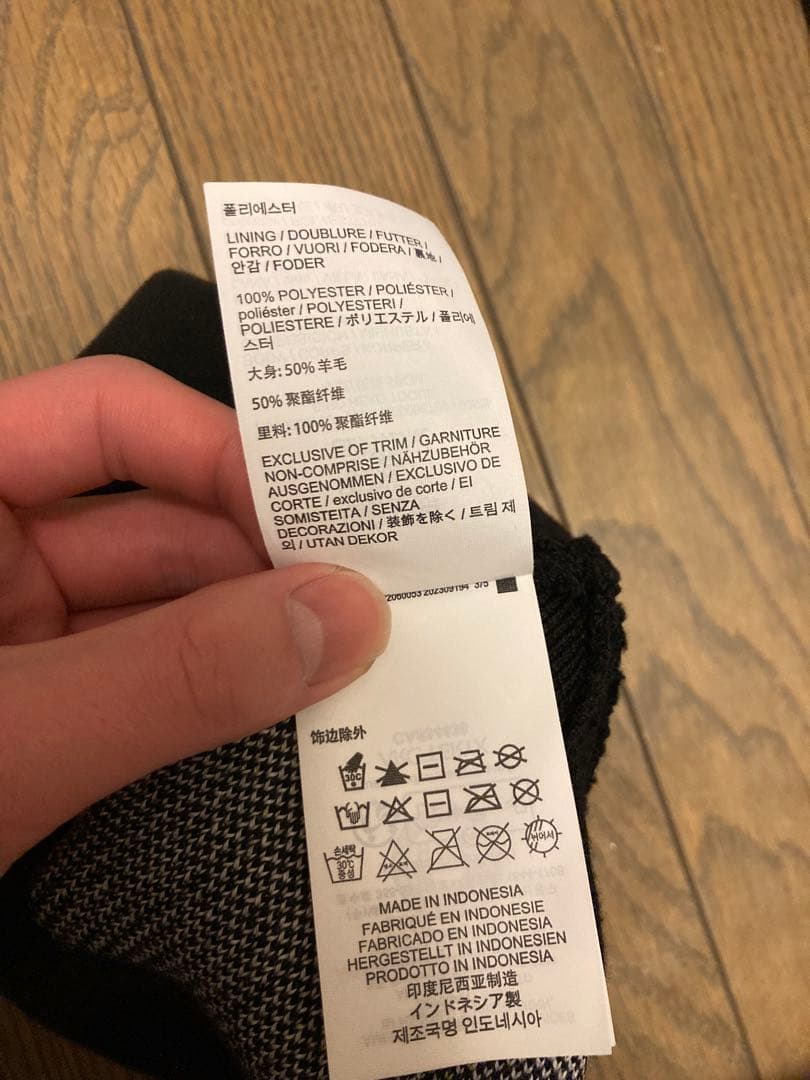 폴리에스터
LINING / DOUBLURE / FUTTER /
FORRO / VUORI / FODERA / 裏地 /
안감 / FODER
100% POLYESTER / POLIÉSTER /
poliéster / POLYESTERI /
POLIESTERE / ポリエステル / 폴리에
스터
大身: 50% 羊毛
50% 聚酯纤维
里料: 100% 聚酯纤维
EXCLUSIVE OF TRIM / GARNITURE
NON-COMPRISE / NÄHZUBEHÖR
AUSGENOMMEN / EXCLUSIVO DE
CORTE / exclusivo de corte / EI
SOMISTEITA / SENZA
DECORAZIONI / 装飾を除く / 트림 제
외 / UTAN DEKOR
202309194 3/5
饰边除外
30C
손세탁
30℃
중성
MADE IN INDONESIA
FABRIQUÉ EN INDONESIE
FABRICADO EN INDONESIA
HERGESTELLT IN INDONESIEN
PRODOTTO IN INDONESIA
印度尼西亚制造
インドネシア製
제조국명 인도네시아